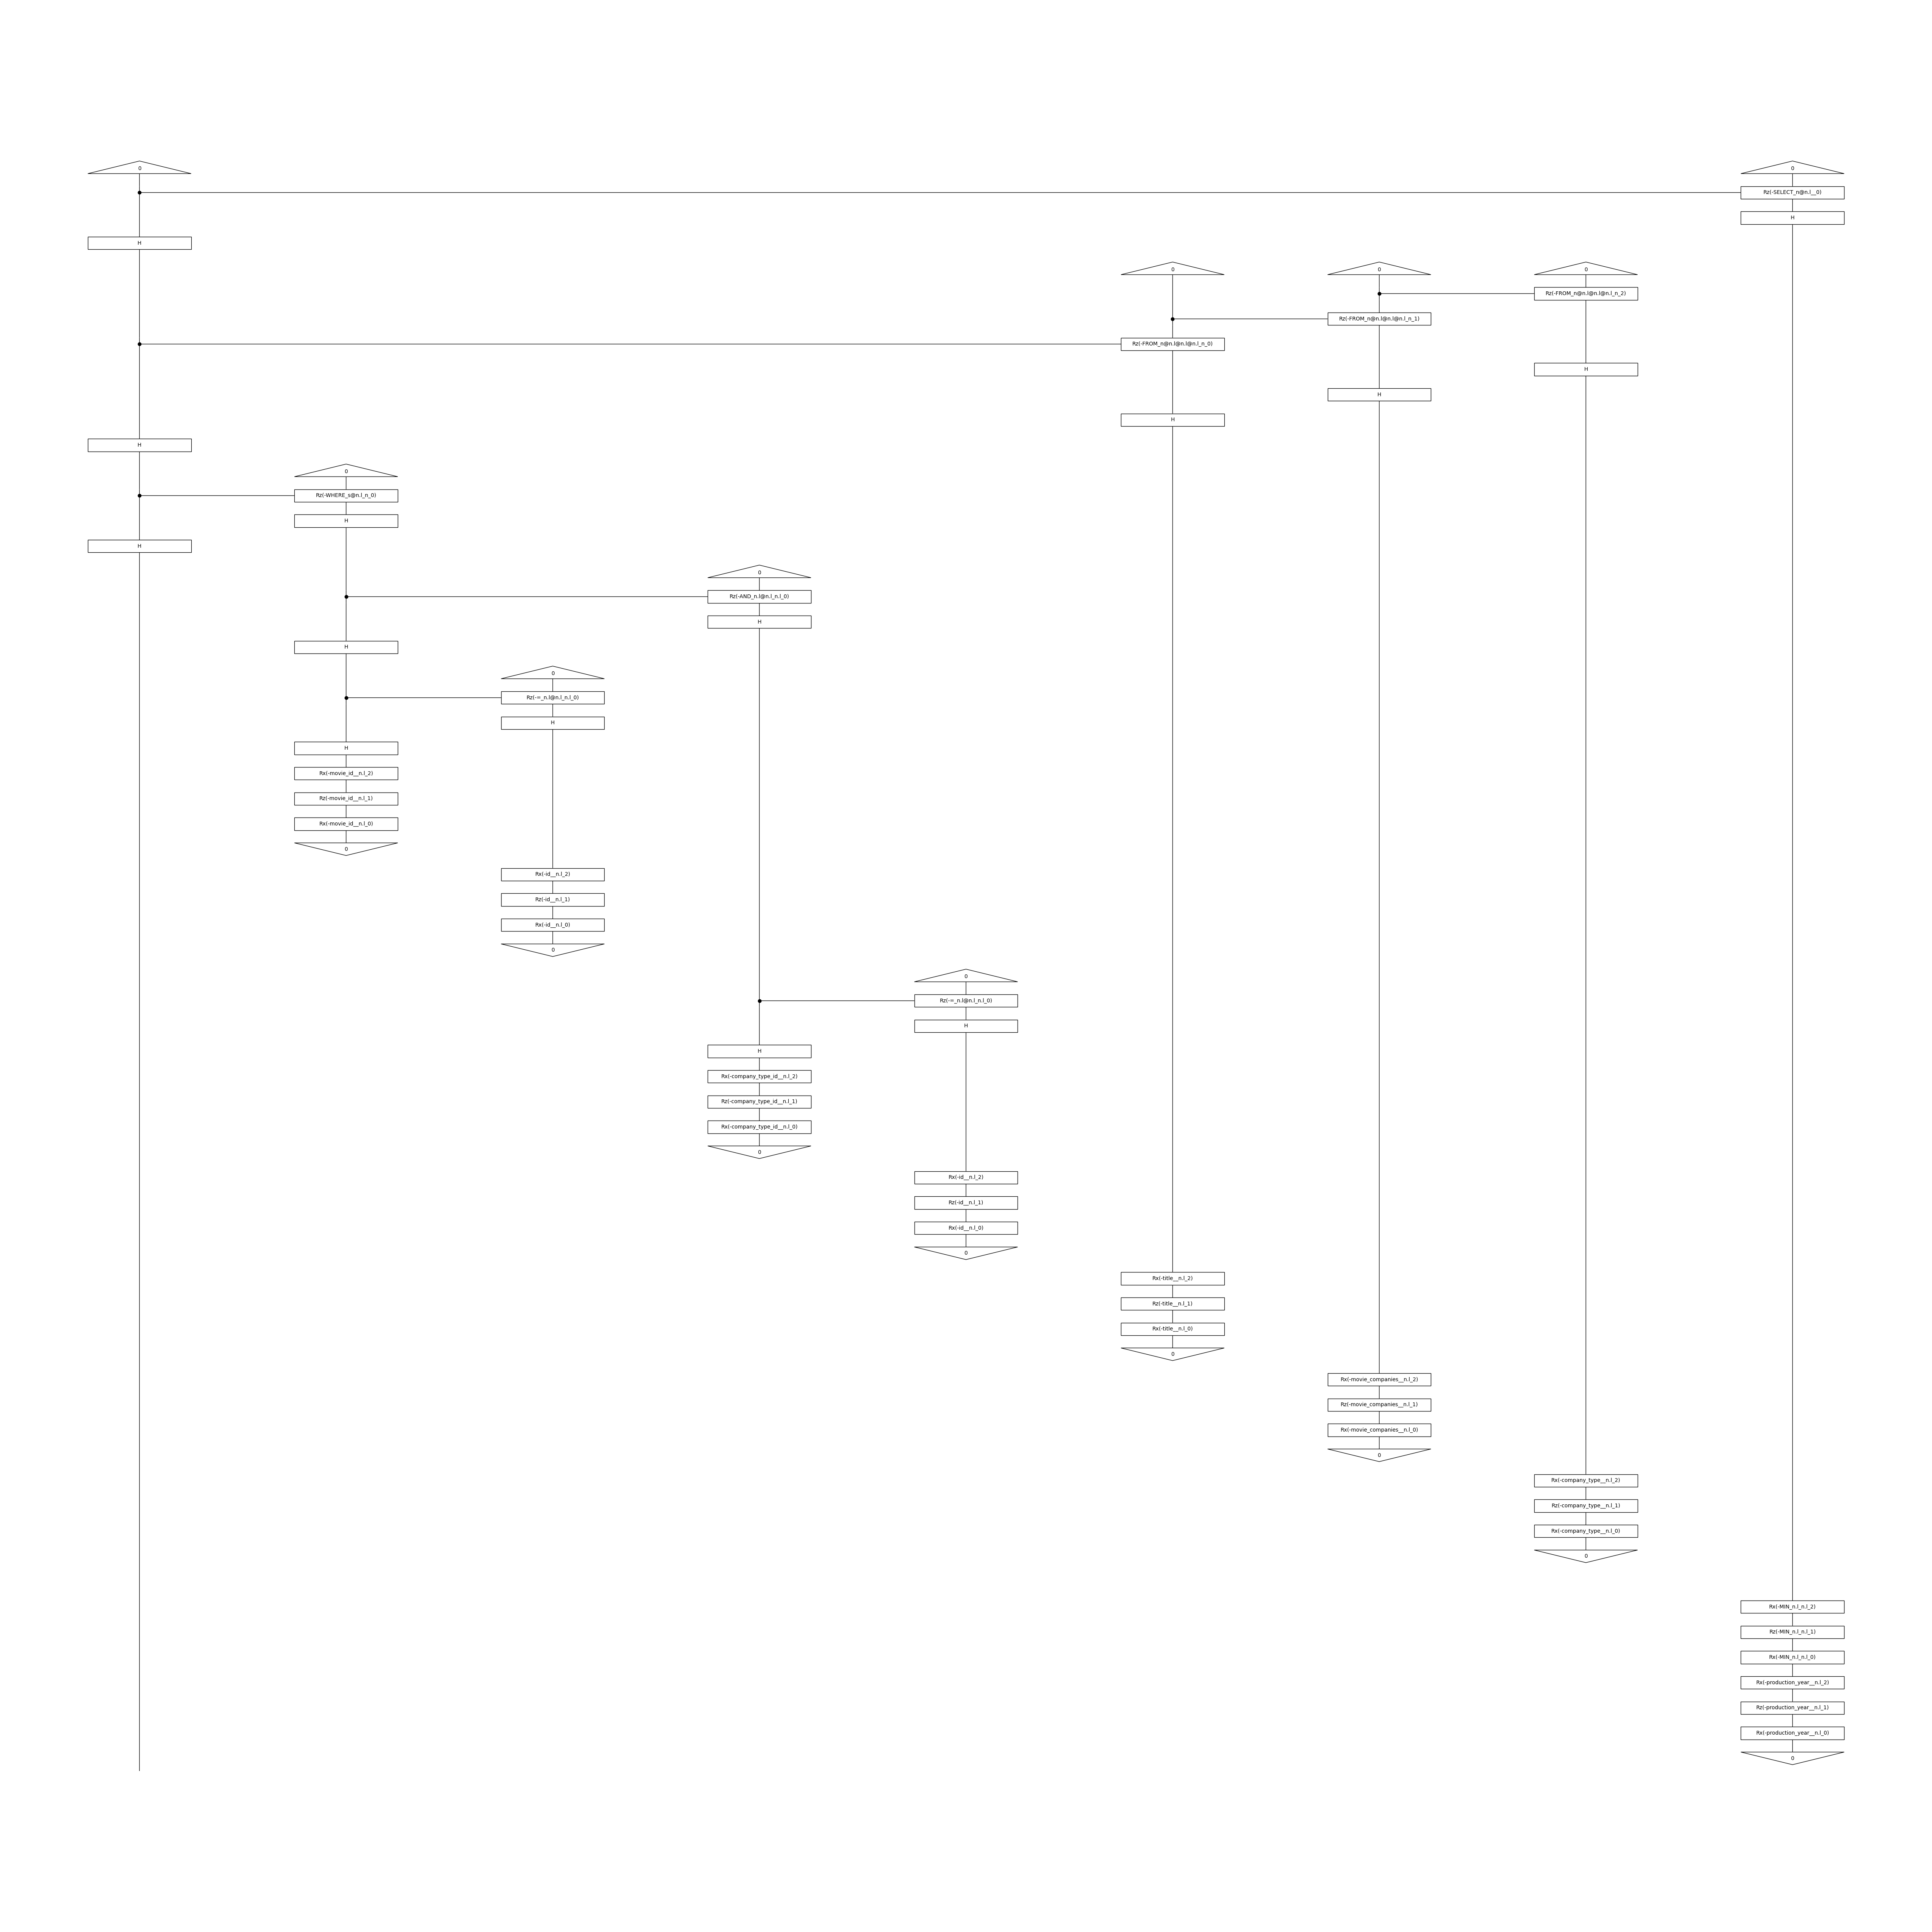 0 0
Rz(-SELECT_n@n.l__0)
H
H
0 0 0
Rz(-FROM_n@n.l@n.l@n.l_n_2)
Rz(-FROM_n@n.l@n.l@n.l_n_1)
Rz(-FROM_n@n.l@n.l@n.l_n_0)
H
H
H
H
0
Rz(-WHERE_s@n.l_n_0)
H
H
0
Rz(-AND_n.l@n.l_n.l_0)
H
H
0
Rz(-=_n.l@n.l_n.l_0)
H
H
Rx(-movie_id__n.l_2)
Rz(-movie_id__n.l_1)
Rx(-movie_id__n.l_0)
0
Rx(-id__n.l_2)
Rz(-id__n.l_1)
Rx(-id__n.l_0)
0
0
Rz(-=_n.l@n.l_n.l_0)
H
H
Rx(-company_type_id__n.l_2)
Rz(-company_type_id__n.l_1)
Rx(-company_type_id__n.l_0)
0
Rx(-id__n.l_2)
Rz(-id__n.l_1)
Rx(-id__n.l_0)
0
Rx(-title__n.l_2)
Rz(-title__n.l_1)
Rx(-title__n.l_0)
0
Rx(-movie_companies__n.l_2)
Rz(-movie_companies__n.l_1)
Rx(-movie_companies__n.l_0)
0
Rx(-company_type__n.l_2)
Rz(-company_type__n.l_1)
Rx(-company_type__n.l_0)
0
Rx(-MIN_n.l_n.l_2)
Rz(-MIN_n.l_n.l_1)
Rx(-MIN_n.l_n.l_0)
Rx(-production_year__n.l_2)
Rz(-production_year__n.l_1)
Rx(-production_year__n.l_0)
0